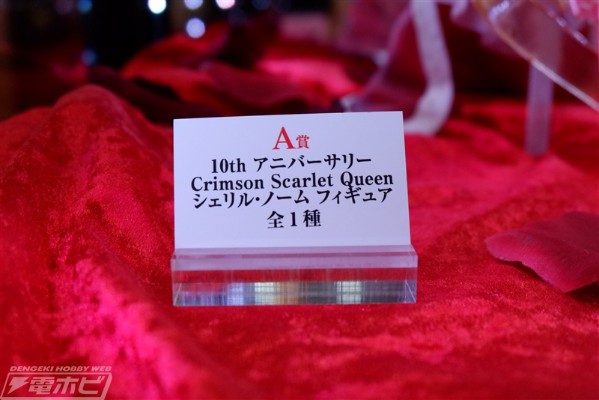 A賞
10th アニバーサリー
Crimson Scarlet Queen
シェリル・ノーム フィギュア
全1種
DENGEKI HOBBY WEB
電ホビ